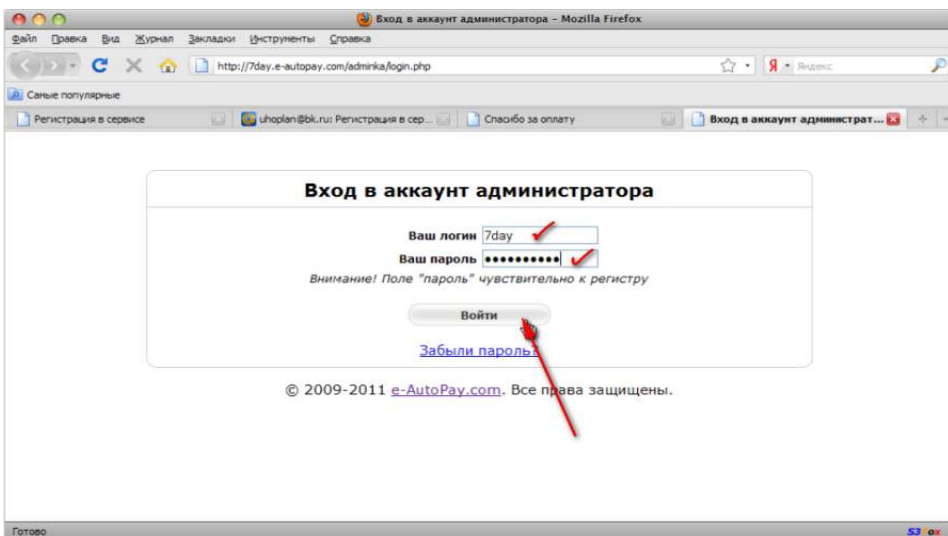 Вход в аккаунт администратора - Mozilla Firefox
Файл Правка Вид Журнал Закладки Инструменты Справка
http://7day.e-autopay.com/adminka/login.php Яндекс
Самые популярные
Регистрация в сервисе uhoplan@bk.ru: Регистрация в сер... Спасибо за оплату Вход в аккаунт администрат...
Вход в аккаунт администратора
Ваш логин 7day
Ваш пароль ••••••••••
Внимание! Поле "пароль" чувствительно к регистру
Войти
Забыли пароль?
© 2009-2011 e-AutoPay.com. Все права защищены.
Готово S3Fox